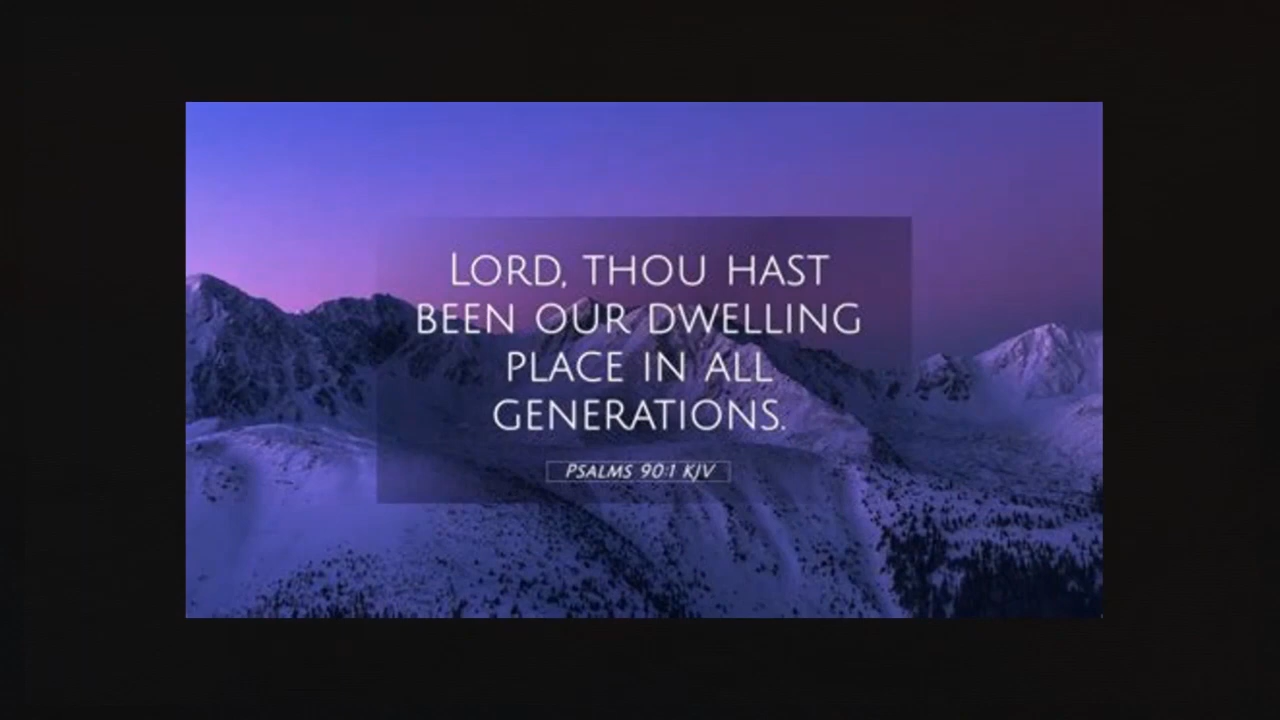 Lord, thou hast
been our dwelling
place in all
generations.
Psalms 90:1 KJV